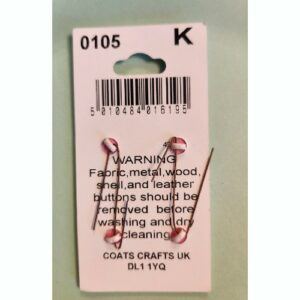 0105 K
5 010484 016195
WARNING
Fabric,metal,wood,
shell,and leather
buttons should be
removed before
washing and dry
cleaning
COATS CRAFTS UK
DL1 1YQ